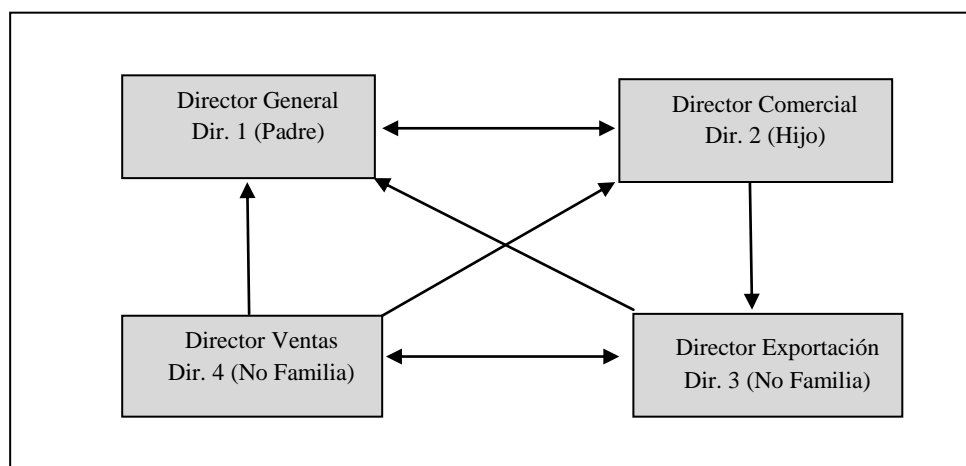 Director General
Dir. 1 (Padre)
Director Comercial
Dir. 2 (Hijo)
Director Ventas
Dir. 4 (No Familia)
Director Exportación
Dir. 3 (No Familia)